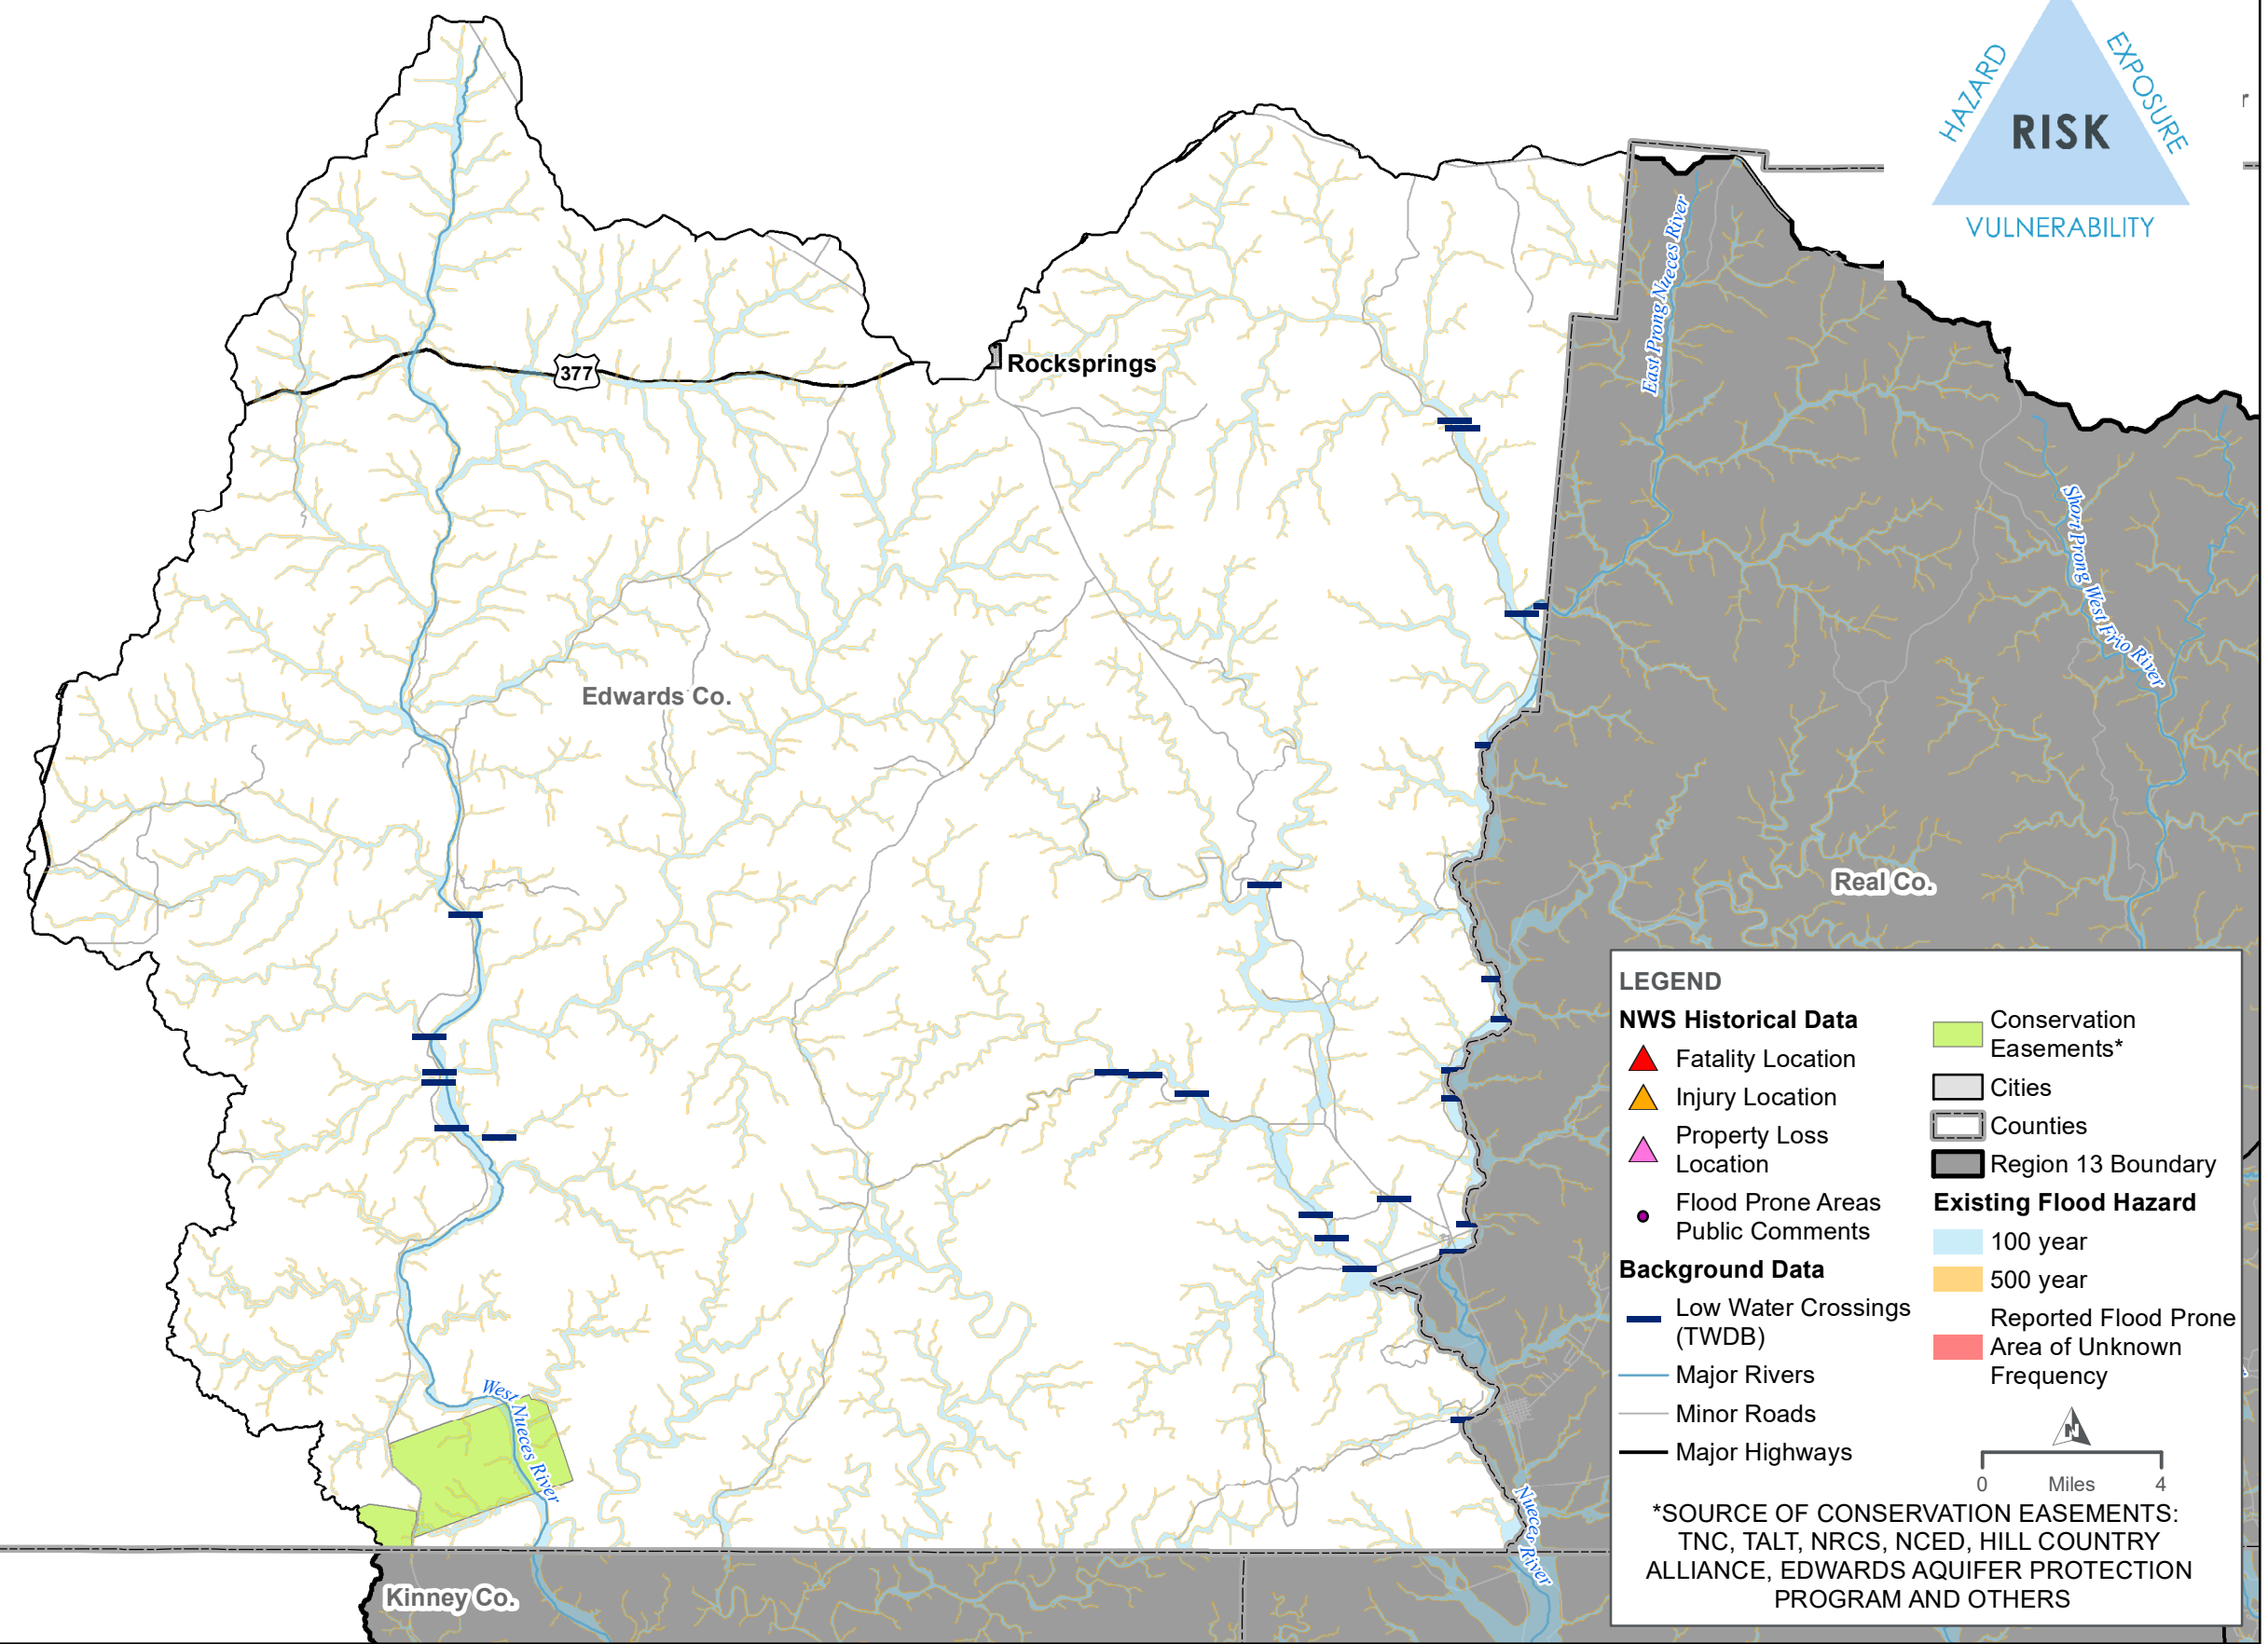 HAZARD
EXPOSURE
RISK
VULNERABILITY
r
East Prong Nueces River
377
Rocksprings
Short Prong West Frio River
Edwards Co.
Real Co.
West Nueces River
Nueces River
Kinney Co.
LEGEND
NWS Historical Data
Fatality Location
Injury Location
Property Loss
Location
Flood Prone Areas
Public Comments
Background Data
Low Water Crossings
(TWDB)
Major Rivers
Minor Roads
Major Highways
Conservation
Easements*
Cities
Counties
Region 13 Boundary
Existing Flood Hazard
100 year
500 year
Reported Flood Prone
Area of Unknown
Frequency
N
0 Miles 4
*SOURCE OF CONSERVATION EASEMENTS:
TNC, TALT, NRCS, NCED, HILL COUNTRY
ALLIANCE, EDWARDS AQUIFER PROTECTION
PROGRAM AND OTHERS